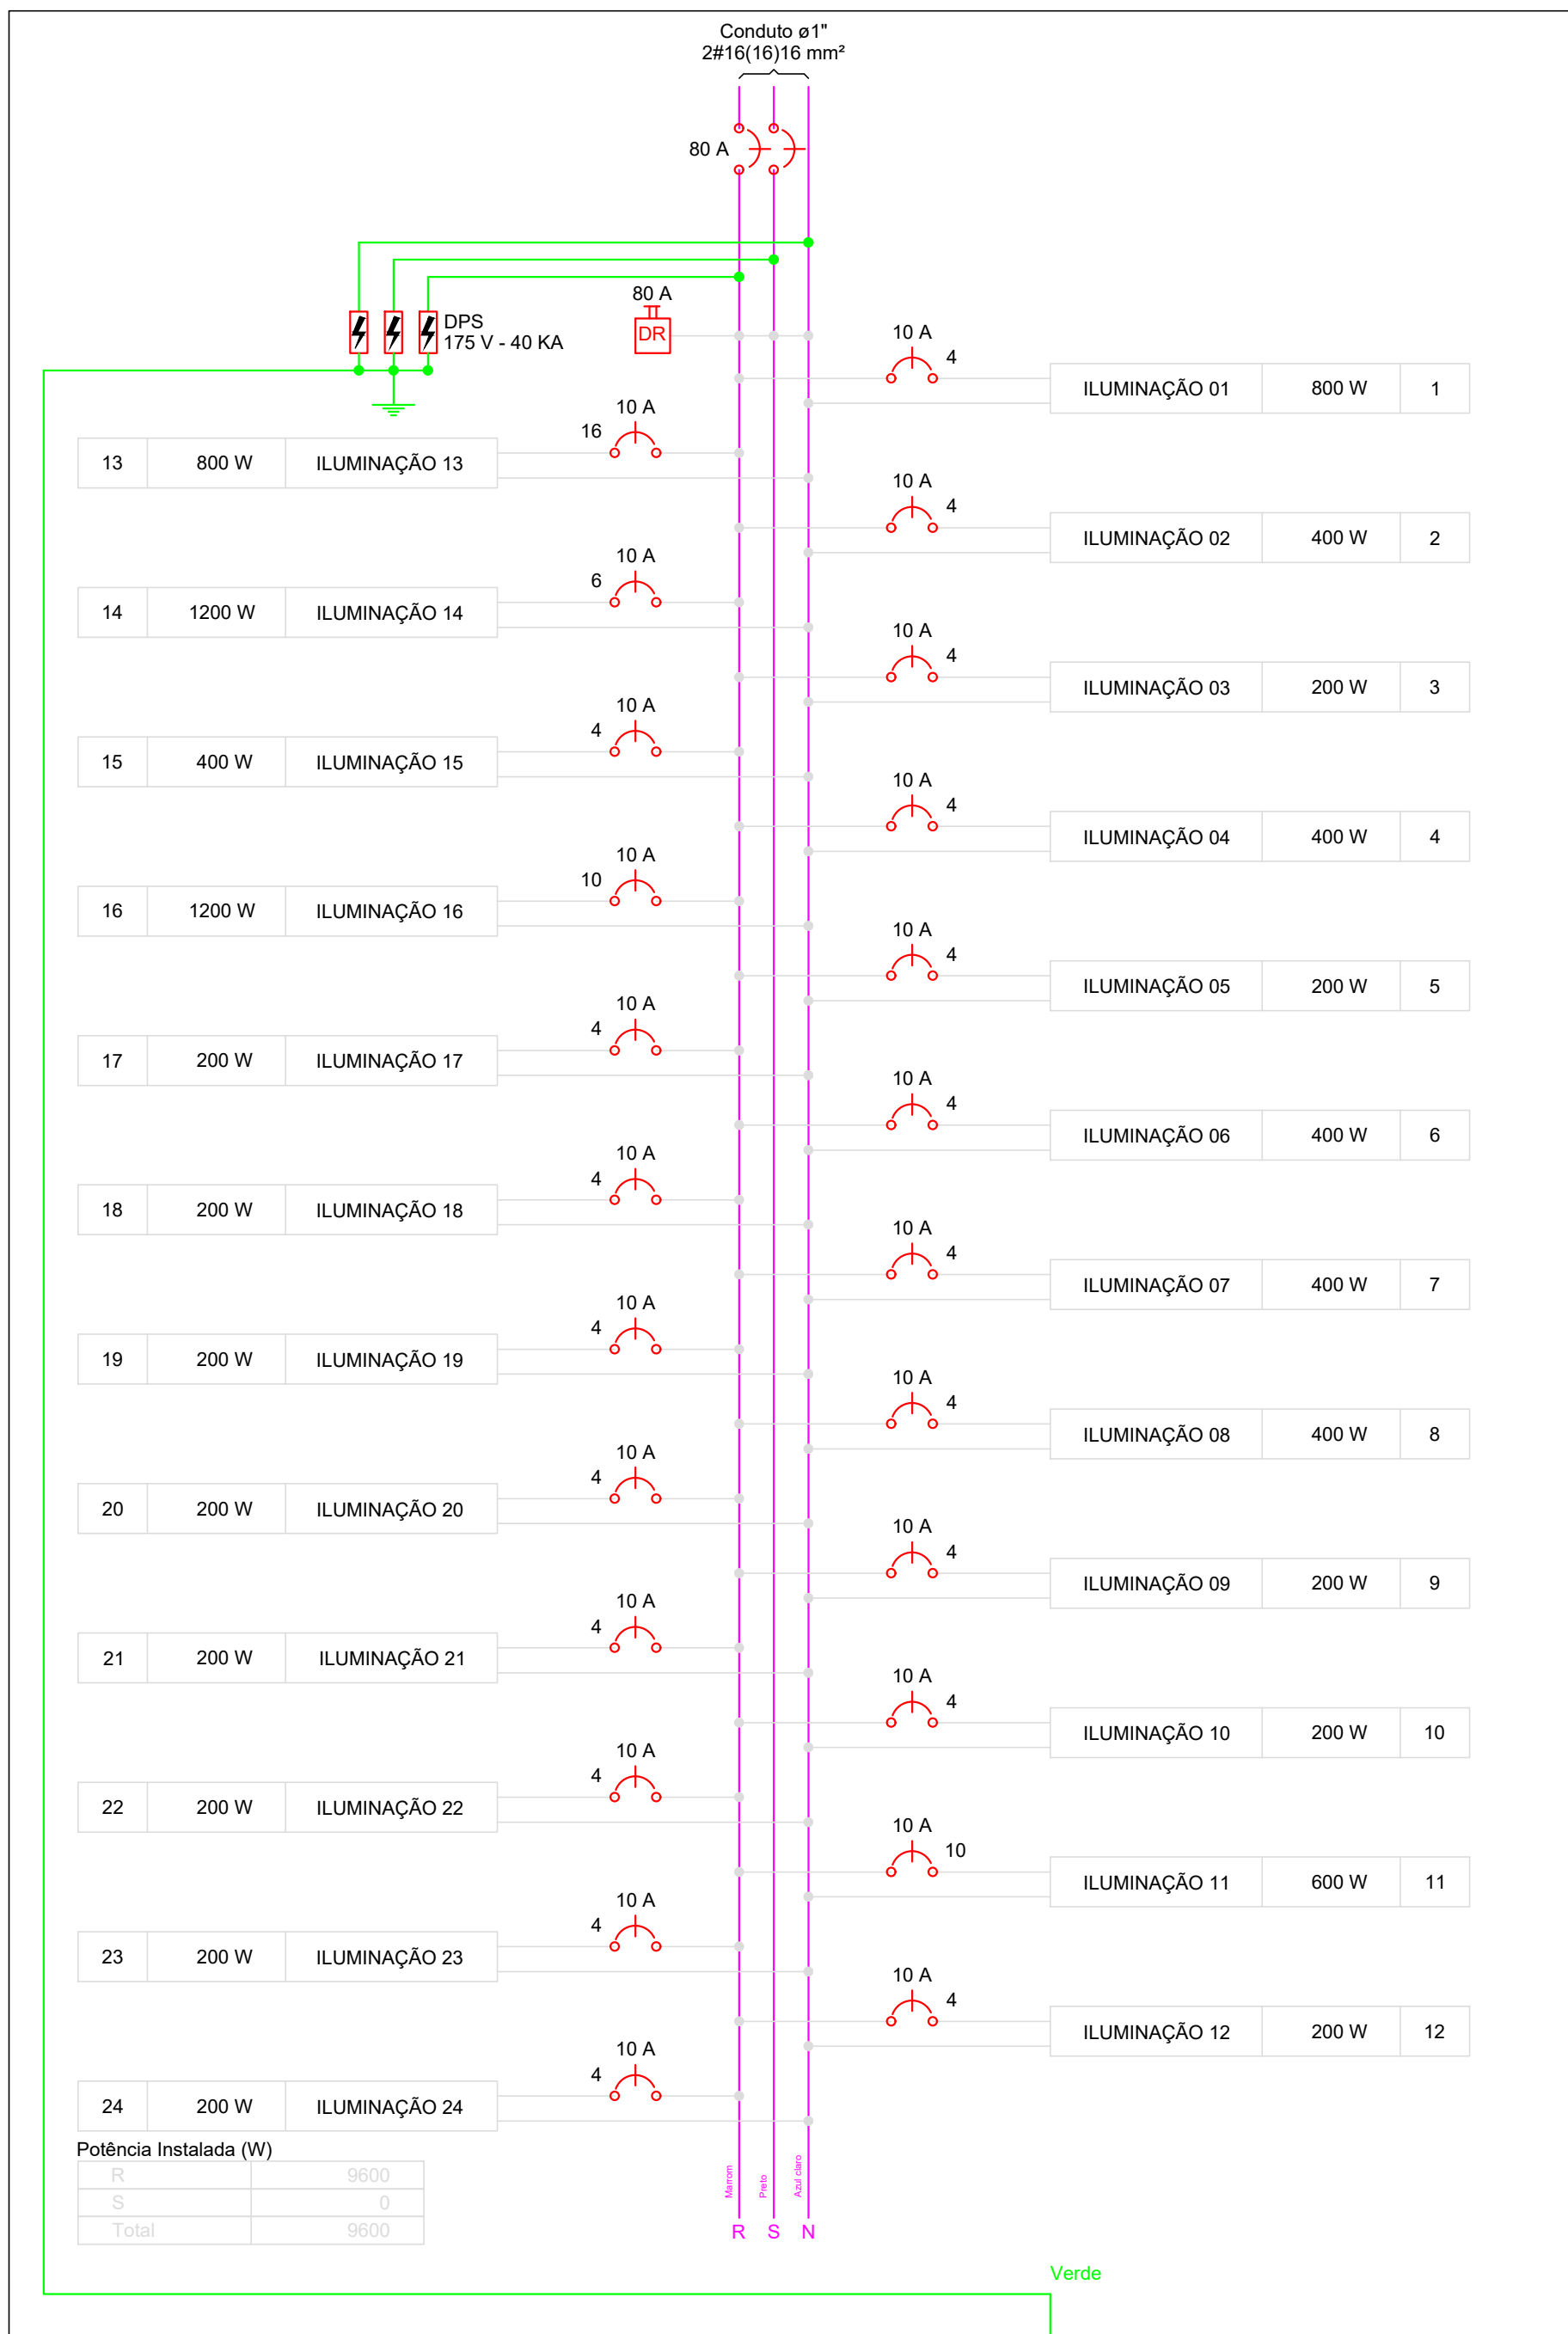 Conduto ø1"
2#16(16)16 mm²
80 A
80 A
DR
DPS
175 V - 40 KA
10 A
4
ILUMINAÇÃO 01 800 W 1
10 A
16
13 800 W ILUMINAÇÃO 13
10 A
4
ILUMINAÇÃO 02 400 W 2
10 A
6
14 1200 W ILUMINAÇÃO 14
10 A
4
ILUMINAÇÃO 03 200 W 3
10 A
4
15 400 W ILUMINAÇÃO 15
10 A
4
ILUMINAÇÃO 04 400 W 4
10 A
10
16 1200 W ILUMINAÇÃO 16
10 A
4
ILUMINAÇÃO 05 200 W 5
10 A
4
17 200 W ILUMINAÇÃO 17
10 A
4
ILUMINAÇÃO 06 400 W 6
10 A
4
18 200 W ILUMINAÇÃO 18
10 A
4
ILUMINAÇÃO 07 400 W 7
10 A
4
19 200 W ILUMINAÇÃO 19
10 A
4
ILUMINAÇÃO 08 400 W 8
10 A
4
20 200 W ILUMINAÇÃO 20
10 A
4
ILUMINAÇÃO 09 200 W 9
10 A
4
21 200 W ILUMINAÇÃO 21
10 A
4
ILUMINAÇÃO 10 200 W 10
10 A
4
22 200 W ILUMINAÇÃO 22
10 A
10
ILUMINAÇÃO 11 600 W 11
10 A
4
23 200 W ILUMINAÇÃO 23
10 A
4
ILUMINAÇÃO 12 200 W 12
10 A
4
24 200 W ILUMINAÇÃO 24
Potência Instalada (W)
R 9600
S 0
Total 9600
Marrom
Preto
Azul claro
R S N
Verde